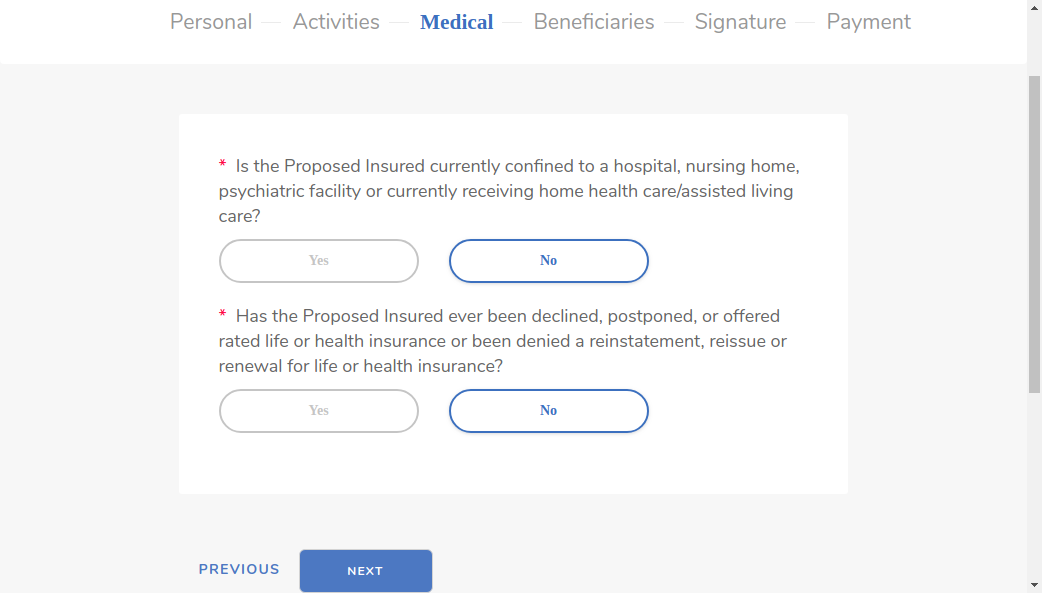 Personal Activities Medical Beneficiaries Signature Payment
* Is the Proposed Insured currently confined to a hospital, nursing home,
psychiatric facility or currently receiving home health care/assisted living
care?
Yes No
* Has the Proposed Insured ever been declined, postponed, or offered
rated life or health insurance or been denied a reinstatement, reissue or
renewal for life or health insurance?
Yes No
PREVIOUS NEXT